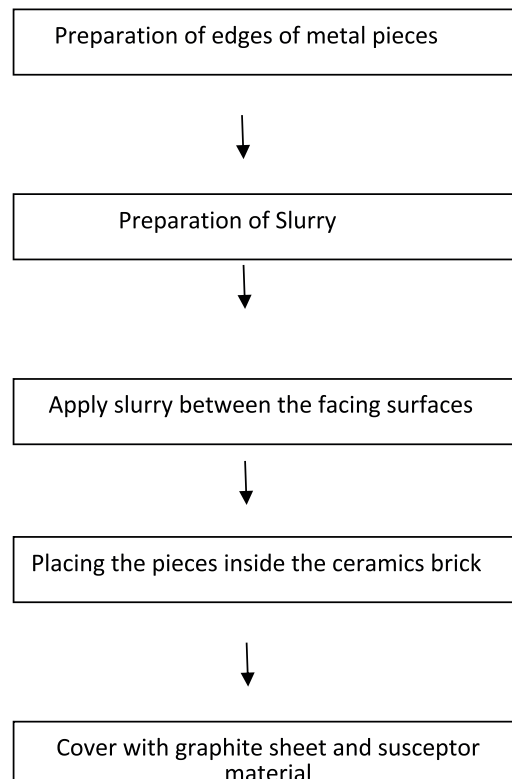 Preparation of edges of metal pieces
Preparation of Slurry
Apply slurry between the facing surfaces
Placing the pieces inside the ceramics brick
Cover with graphite sheet and susceptor
material